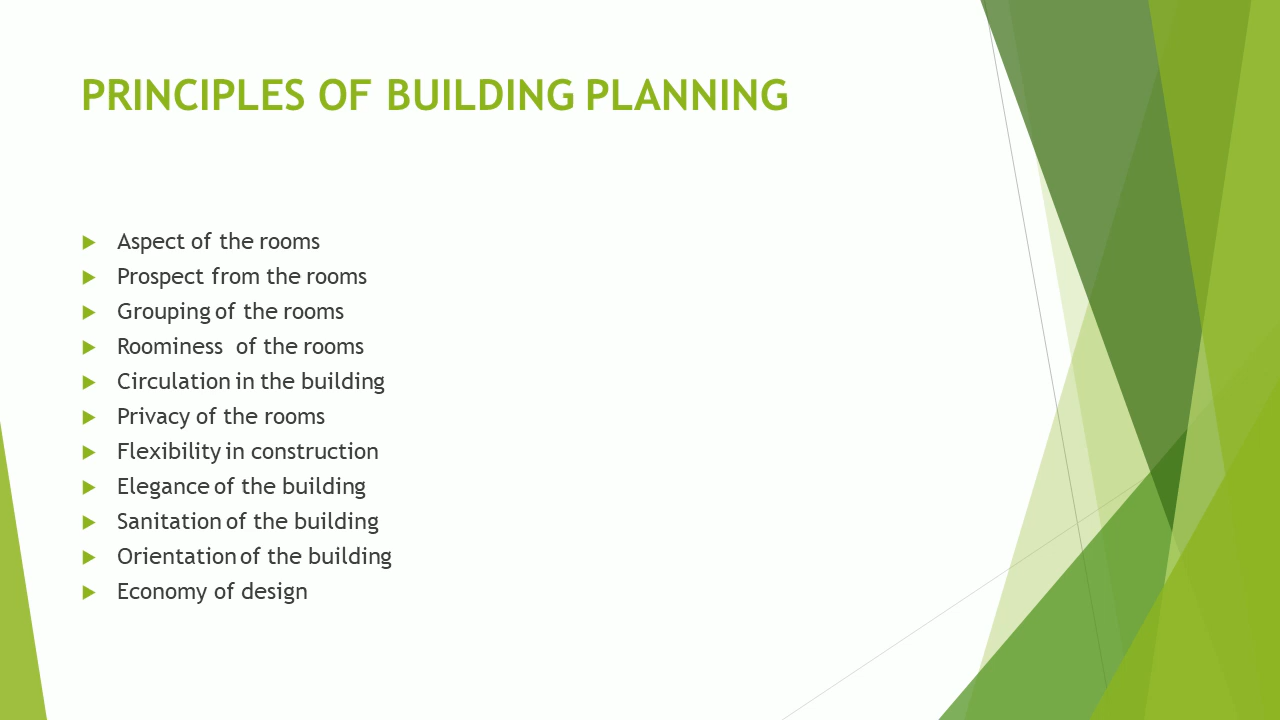 PRINCIPLES OF BUILDING PLANNING
Aspect of the rooms
Prospect from the rooms
Grouping of the rooms
Roominess of the rooms
Circulation in the building
Privacy of the rooms
Flexibility in construction
Elegance of the building
Sanitation of the building
Orientation of the building
Economy of design